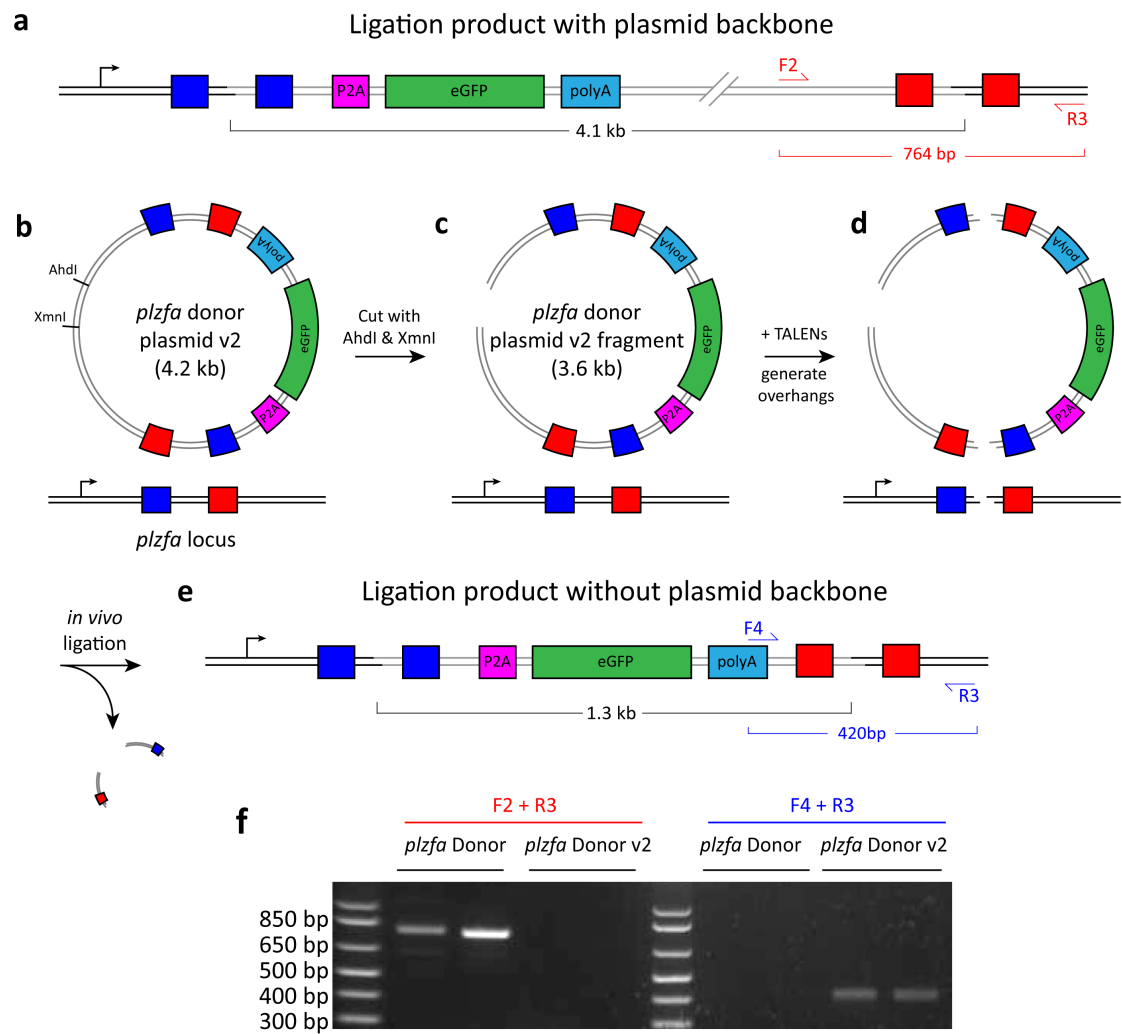 a
Ligation product with plasmid backbone
F2
P2A
eGFP
polyA
R3
4.1 kb
764 bp
b
c
d
polyA
polyA
polyA
AhdI
XmnI
plzfa donor
plasmid v2
(4.2 kb)
eGFP
P2A
Cut with
AhdI & XmnI
plzfa donor
plasmid v2 fragment
(3.6 kb)
eGFP
P2A
+ TALENs
generate
overhangs
eGFP
P2A
plzfa locus
in vivo
ligation
e
Ligation product without plasmid backbone
F4
P2A
eGFP
polyA
R3
1.3 kb
420bp
f
F2 + R3
F4 + R3
plzfa Donor
plzfa Donor v2
plzfa Donor
plzfa Donor v2
850 bp
650 bp
500 bp
400 bp
300 bp